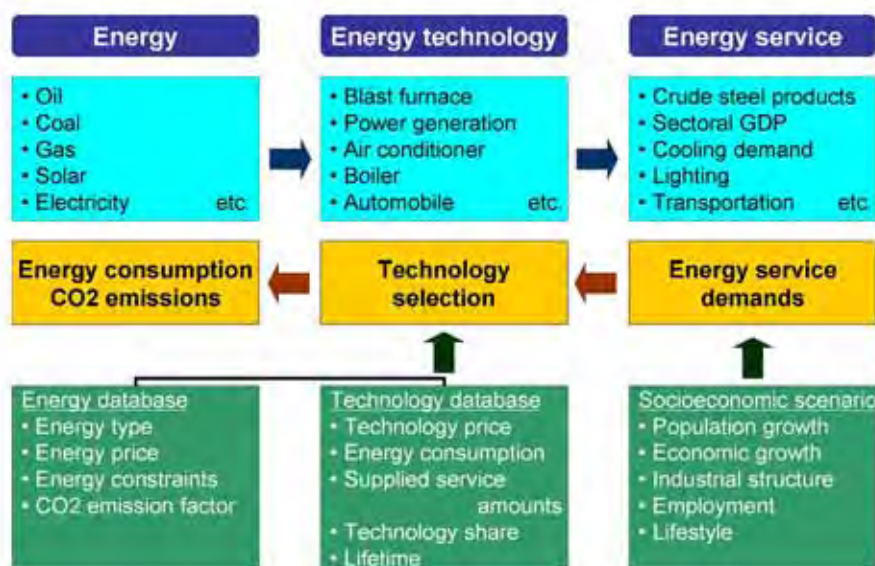 Energy
Energy technology
Energy service
• Oil
• Coal
• Gas
• Solar
• Electricity etc.
• Blast furnace
• Power generation
• Air conditioner
• Boiler
• Automobile etc.
• Crude steel products
• Sectoral GDP
• Cooling demand
• Lighting
• Transportation etc.
Energy consumption
CO2 emissions
Technology
selection
Energy service
demands
Energy database
• Energy type
• Energy price
• Energy constraints
• CO2 emission factor
Technology database
• Technology price
• Energy consumption
• Supplied service
amounts
• Technology share
• Lifetime
Socioeconomic scenario
• Population growth
• Economic growth
• Industrial structure
• Employment
• Lifestyle